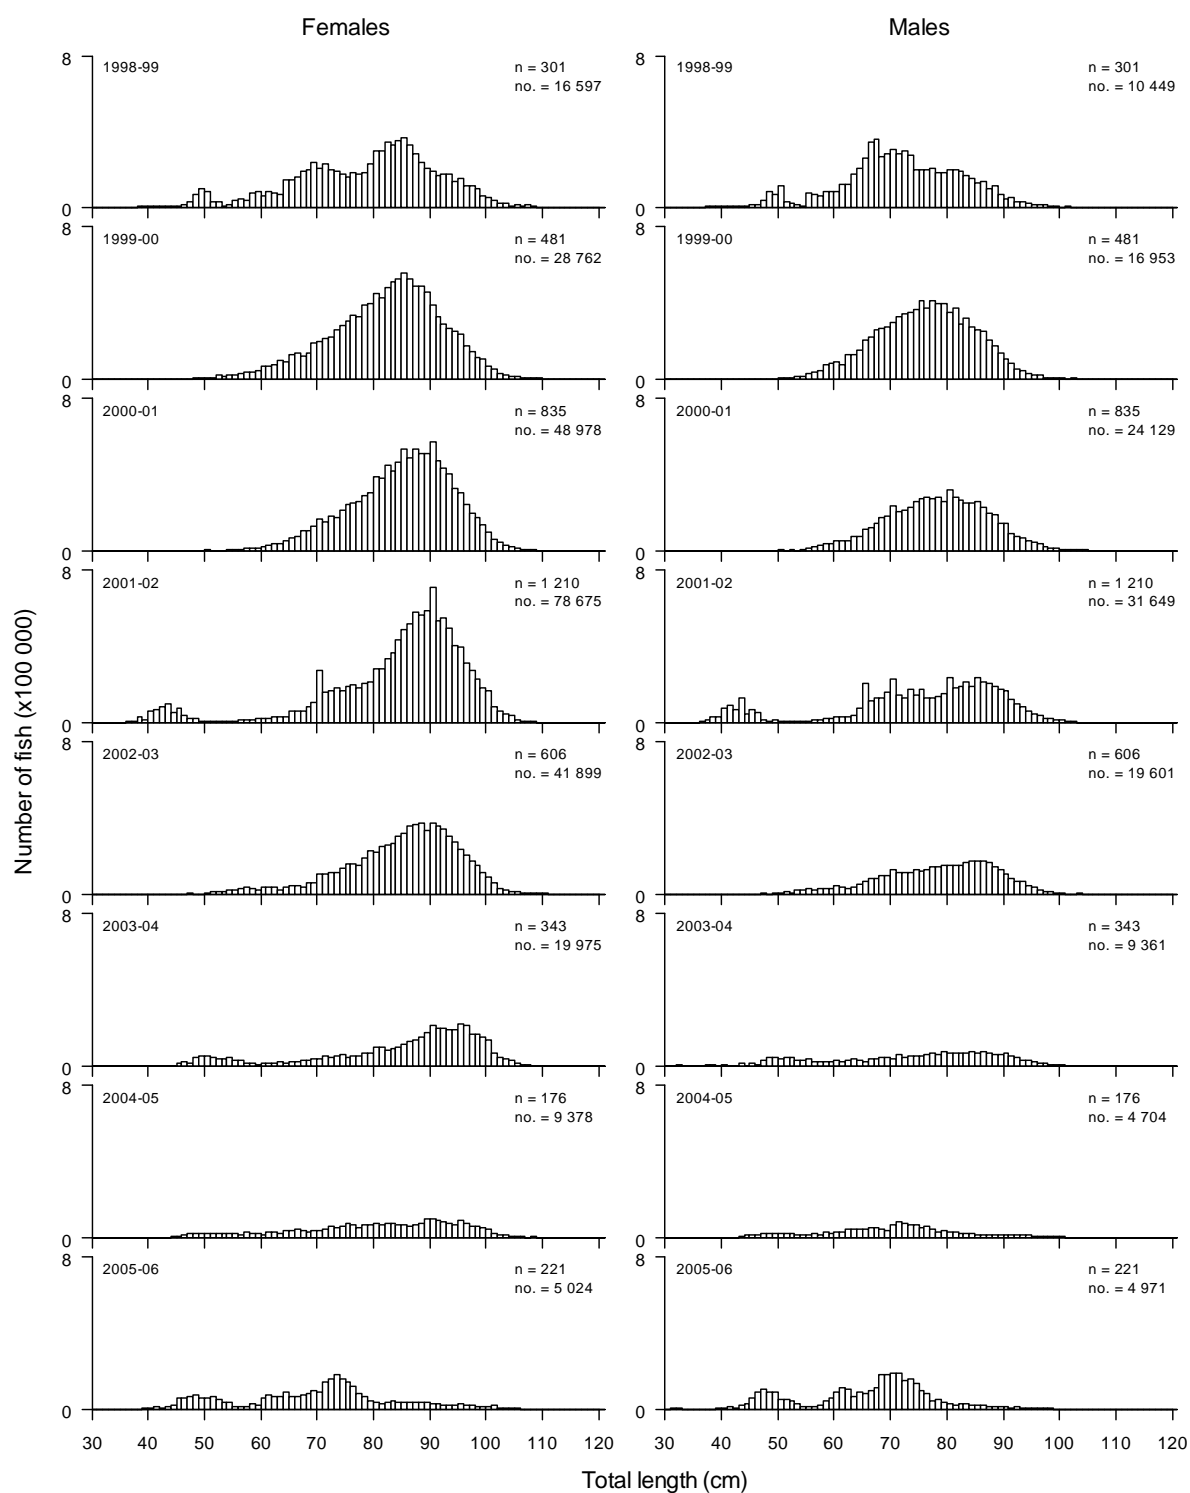 Females Males
8 1998-99 n = 301 1998-99 n = 301
no. = 16 597 no. = 10 449
0 0
8 1999-00 n = 481 8 1999-00 n = 481
no. = 28 762 no. = 16 953
0 0
8 2000-01 n = 835 8 2000-01 n = 835
no. = 48 978 no. = 24 129
0 0
8 2001-02 n = 1 210 8 2001-02 n = 1 210
no. = 78 675 no. = 31 649
0 0
8 2002-03 n = 606 8 2002-03 n = 606
no. = 41 899 no. = 19 601
0 0
8 2003-04 n = 343 8 2003-04 n = 343
no. = 19 975 no. = 9 361
0 0
8 2004-05 n = 176 8 2004-05 n = 176
no. = 9 378 no. = 4 704
0 0
8 2005-06 n = 221 8 2005-06 n = 221
no. = 5 024 no. = 4 971
0 0
30 40 50 60 70 80 90 100 110 120 30 40 50 60 70 80 90 100 110 120
Total length (cm)
Number of fish (x100 000)